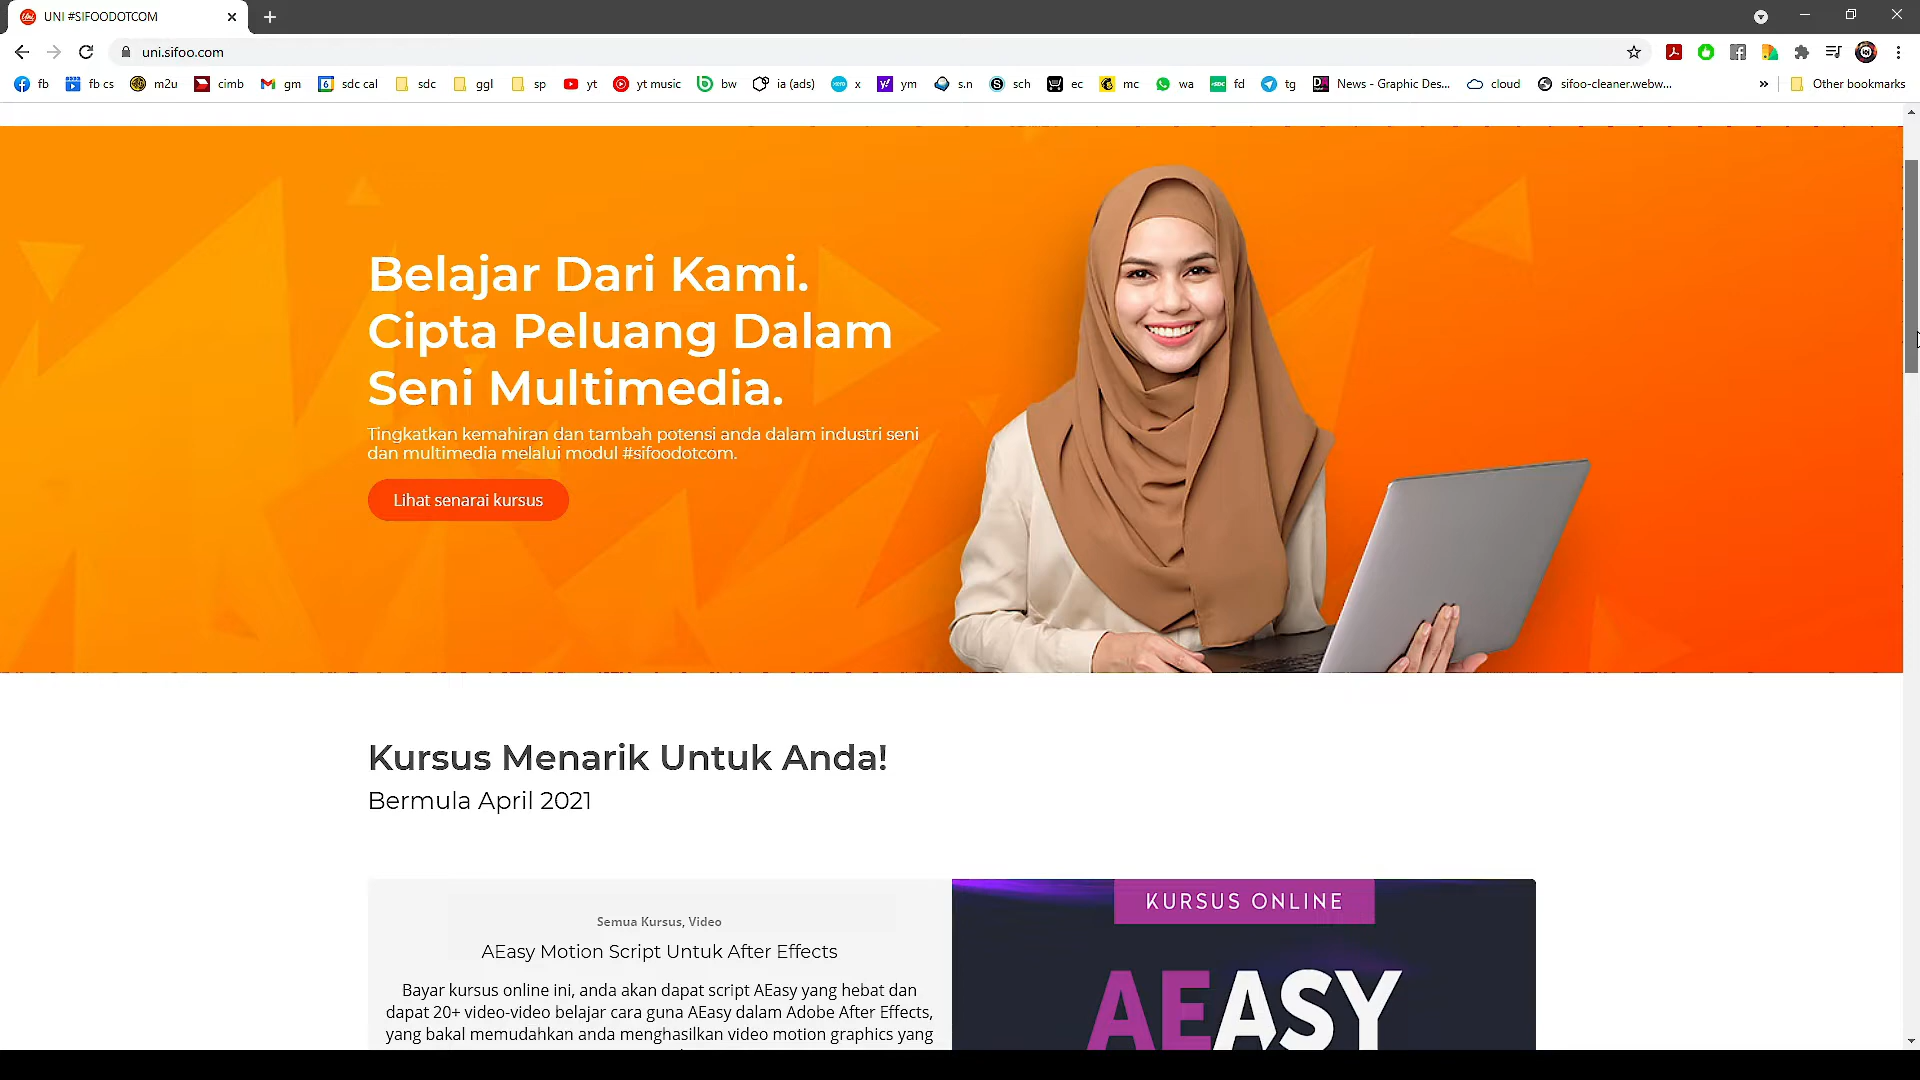 UNI #SIFOODOTCOM
uni.sifoo.com
fb
fb cs
m2u
cimb
gm
sdc cal
sdc
ggl
sp
yt
yt music
bw
ia (ads)
x
ym
s.n
sch
ec
mc
wa
fd
tg
News - Graphic Des...
cloud
sifoo-cleaner.webw...
»
Other bookmarks
Belajar Dari Kami.
Cipta Peluang Dalam
Seni Multimedia.
Tingkatkan kemahiran dan tambah potensi anda dalam industri seni
dan multimedia melalui modul #sifoodotcom.
Lihat senarai kursus
Kursus Menarik Untuk Anda!
Bermula April 2021
Semua Kursus, Video
AEasy Motion Script Untuk After Effects
Bayar kursus online ini, anda akan dapat script AEasy yang hebat dan
dapat 20+ video-video belajar cara guna AEasy dalam Adobe After Effects,
yang bakal memudahkan anda menghasilkan video motion graphics yang
KURSUS ONLINE
AEASY